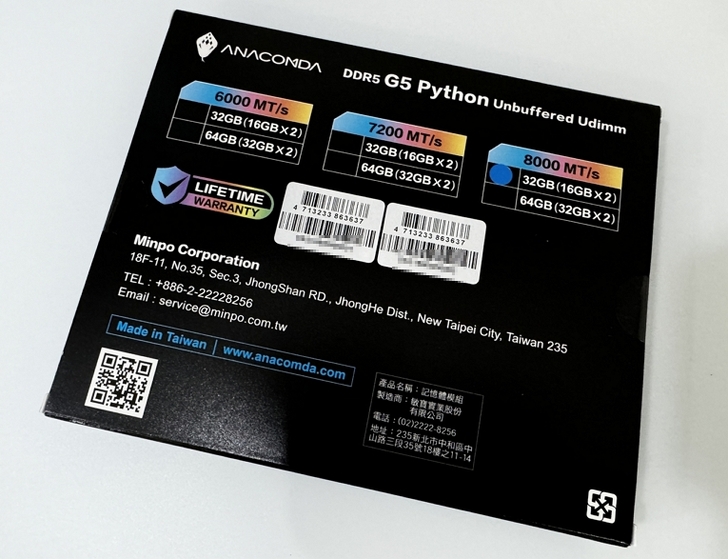 ANACOMDA
DDR5 G5 Python Unbuffered Udimm
6000 MT/s
32GB(16GB×2)
64GB(32GB×2)
7200 MT/s
32GB(16GB×2)
64GB(32GB×2)
8000 MT/s
32GB(16GB×2)
64GB(32GB×2)
LIFETIME
WARRANTY
4 713233 863637
4 713233 863637
Minpo Corporation
18F-11, No.35, Sec.3, JhongShan RD., JhongHe Dist., New Taipei City, Taiwan 235
TEL : +886-2-22228256
Email : service@minpo.com.tw
Made in Taiwan | www.anacomda.com
產品名稱：記憶體模組
製造商：敏寶實業股份
有限公司
電話：(02)2222-8256
地址：235新北市中和區中
山路三段35號18樓之11-14